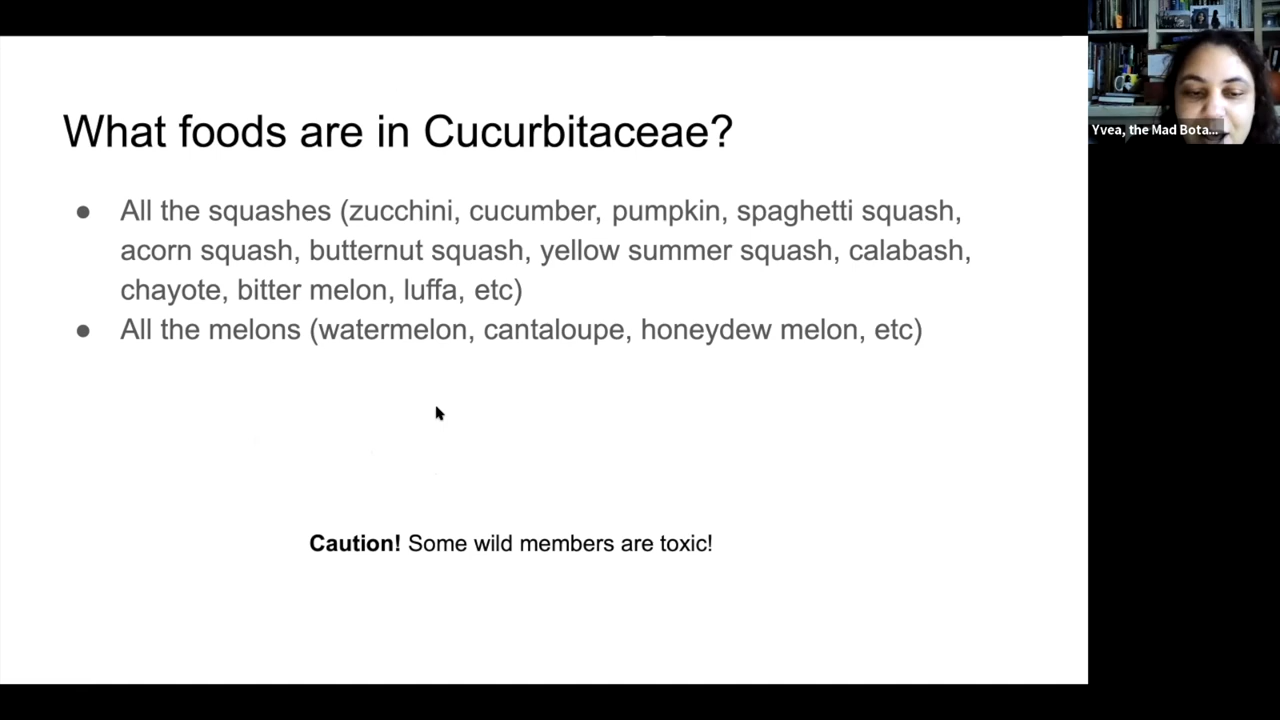 What foods are in Cucurbitaceae?
● All the squashes (zucchini, cucumber, pumpkin, spaghetti squash,
acorn squash, butternut squash, yellow summer squash, calabash,
chayote, bitter melon, luffa, etc)
● All the melons (watermelon, cantaloupe, honeydew melon, etc)
Caution! Some wild members are toxic!
Yvea, the Mad Bota...